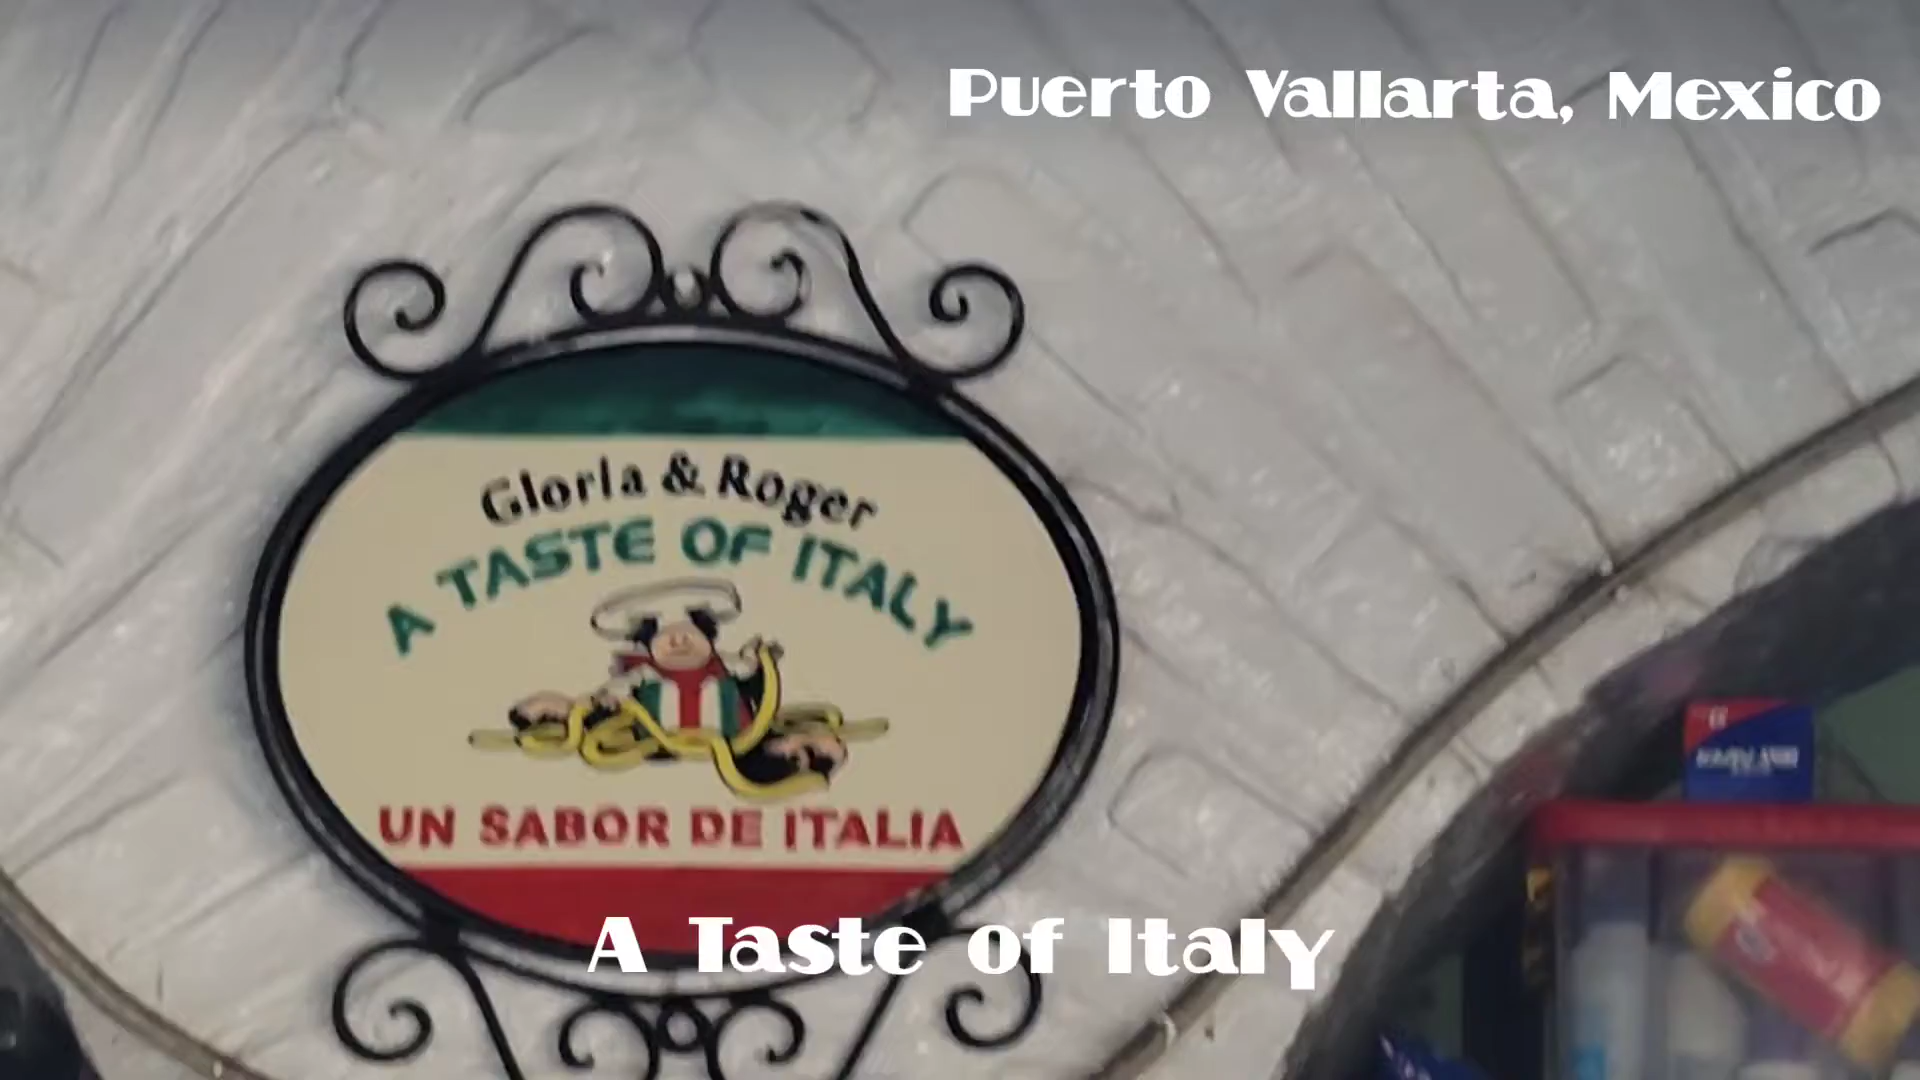 Puerto Vallarta, Mexico
Gloria & Roger
A TASTE OF ITALY
UN SABOR DE ITALIA
A Taste of Italy